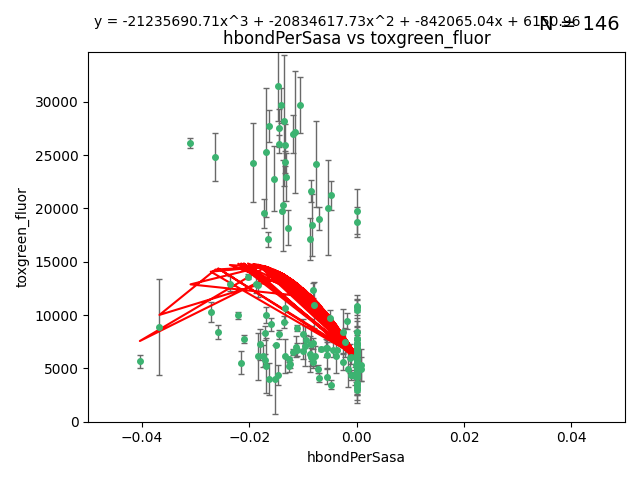 y = -21235690.71x^3 + -20834617.73x^2 + -842065.04x + 6150.96
N = 146
hbondPerSasa vs toxgreen_fluor
toxgreen_fluor
30000
25000
20000
15000
10000
5000
0
−0.04
−0.02
0.00
0.02
0.04
hbondPerSasa